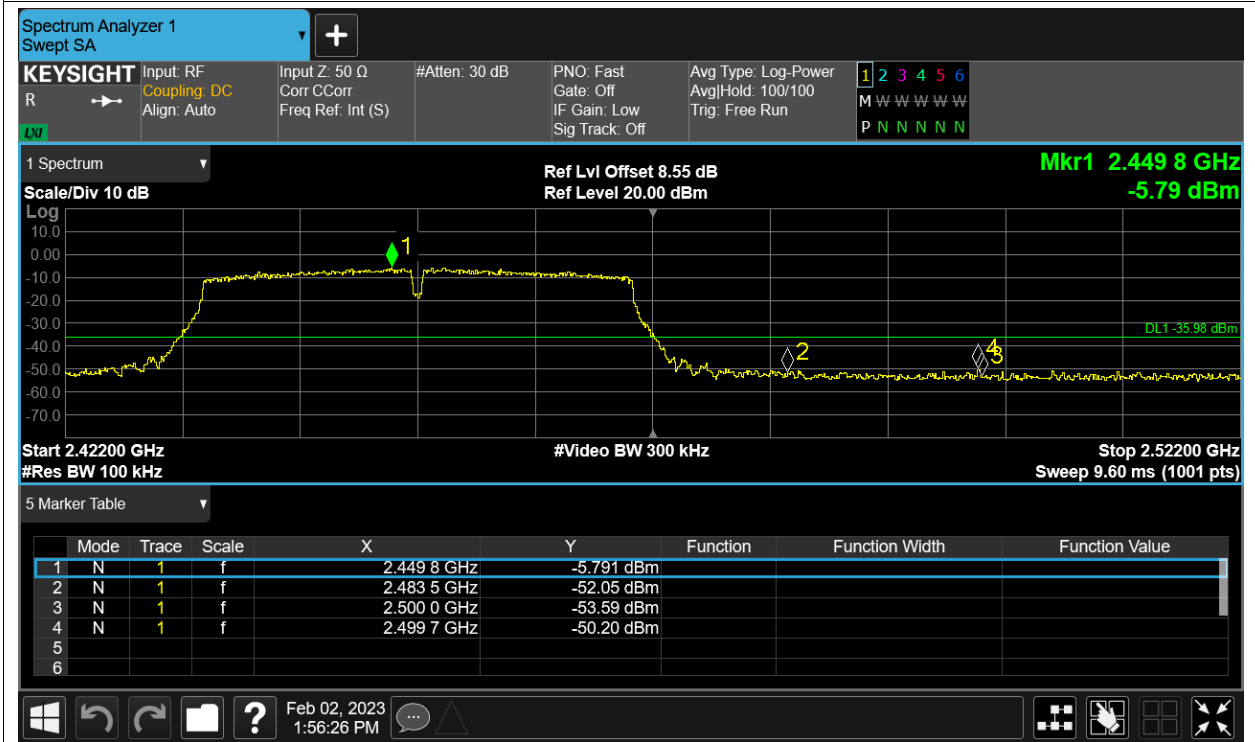 Spectrum Analyzer 1
Swept SA
+
KEYSIGHT
R
LXI
Input: RF
Coupling: DC
Align: Auto
Input Z: 50 Ω
Corr CCorr
Freq Ref: Int (S)
#Atten: 30 dB
PNO: Fast
Gate: Off
IF Gain: Low
Sig Track: Off
Avg Type: Log-Power
Avg|Hold: 100/100
Trig: Free Run
1 2 3 4 5 6
M W W W W W
P N N N N N
1 Spectrum
Scale/Div 10 dB
Ref Lvl Offset 8.55 dB
Ref Level 20.00 dBm
Mkr1 2.449 8 GHz
-5.79 dBm
Log
10.0
0.00
-10.0
-20.0
-30.0
-40.0
-50.0
-60.0
-70.0
1
2
4
3
DL1 -35.98 dBm
Start 2.42200 GHz
#Video BW 300 kHz
Stop 2.52200 GHz
#Res BW 100 kHz
Sweep 9.60 ms (1001 pts)
5 Marker Table
Mode Trace Scale X Y Function Function Width Function Value
1 N 1 f 2.449 8 GHz -5.791 dBm
2 N 1 f 2.483 5 GHz -52.05 dBm
3 N 1 f 2.500 0 GHz -53.59 dBm
4 N 1 f 2.499 7 GHz -50.20 dBm
5
6
?
Feb 02, 2023
1:56:26 PM